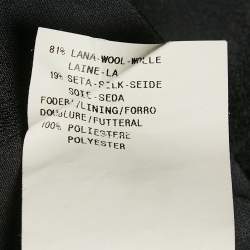 81% LANA-WOOL-WOLLE
LAINE-LA
19% SETA-SILK-SEIDE
SOIE-SEDA
FODERA/LINING/FORRO
DOUBLURE/FUTTERAL
100% POLIESTERE
POLYESTER